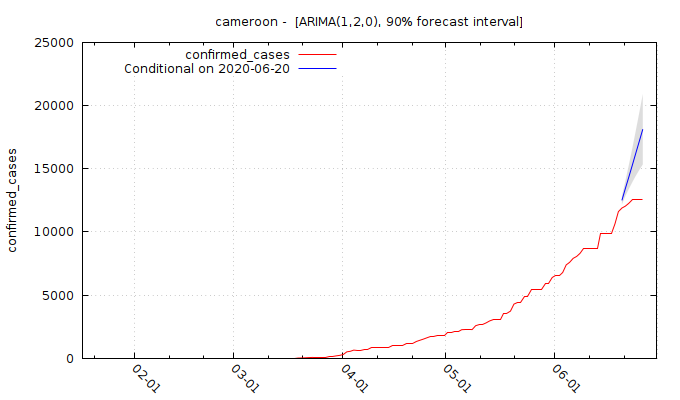 cameroon -  [ARIMA(1,2,0), 90% forecast interval]
confirmed_cases
Conditional on 2020-06-20
confirmed_cases
25000
20000
15000
10000
5000
0
02-01
03-01
04-01
05-01
06-01